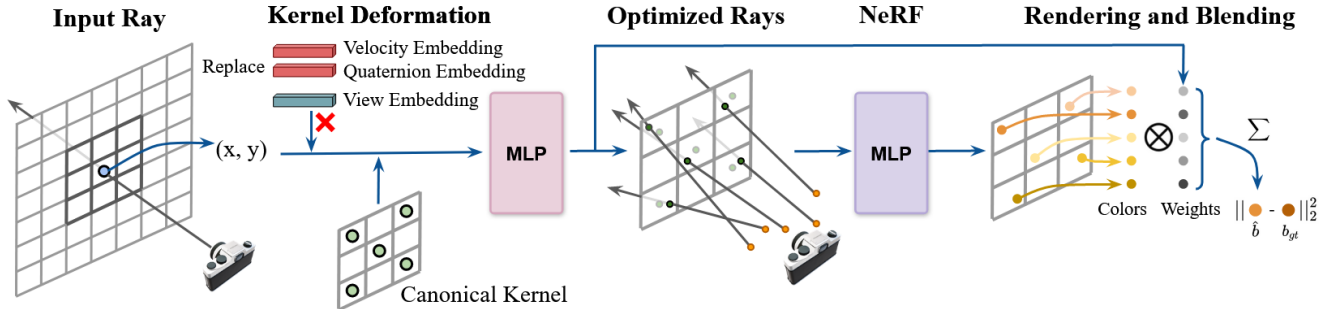 Input Ray
Kernel Deformation
Optimized Rays
NeRF
Rendering and Blending
Replace
Velocity Embedding
Quaternion Embedding
View Embedding
(x, y)
MLP
MLP
Canonical Kernel
Colors
Weights
∑
|| - ||₂²
b̂
b_gt